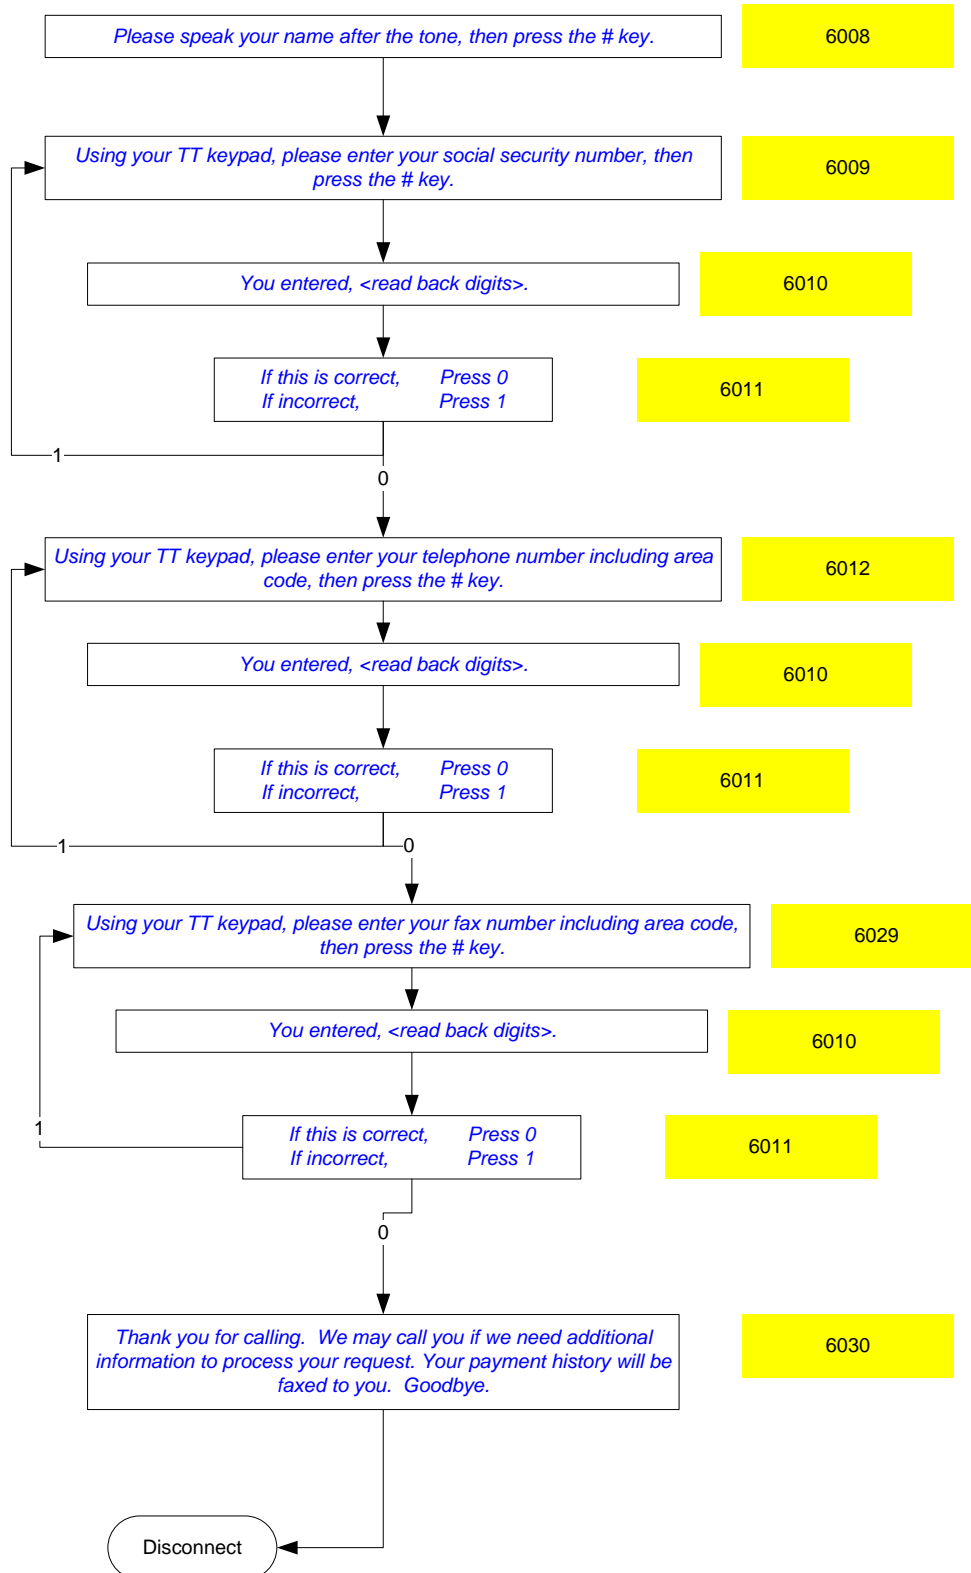 Please speak your name after the tone, then press the # key.
6008
Using your TT keypad, please enter your social security number, then
press the # key.
6009
You entered, <read back digits>.
6010
If this is correct, Press 0
If incorrect, Press 1
6011
1
0
Using your TT keypad, please enter your telephone number including area
code, then press the # key.
6012
You entered, <read back digits>.
6010
If this is correct, Press 0
If incorrect, Press 1
6011
1
0
Using your TT keypad, please enter your fax number including area code,
then press the # key.
6029
You entered, <read back digits>.
6010
If this is correct, Press 0
If incorrect, Press 1
6011
1
0
Thank you for calling. We may call you if we need additional
information to process your request. Your payment history will be
faxed to you. Goodbye.
6030
Disconnect